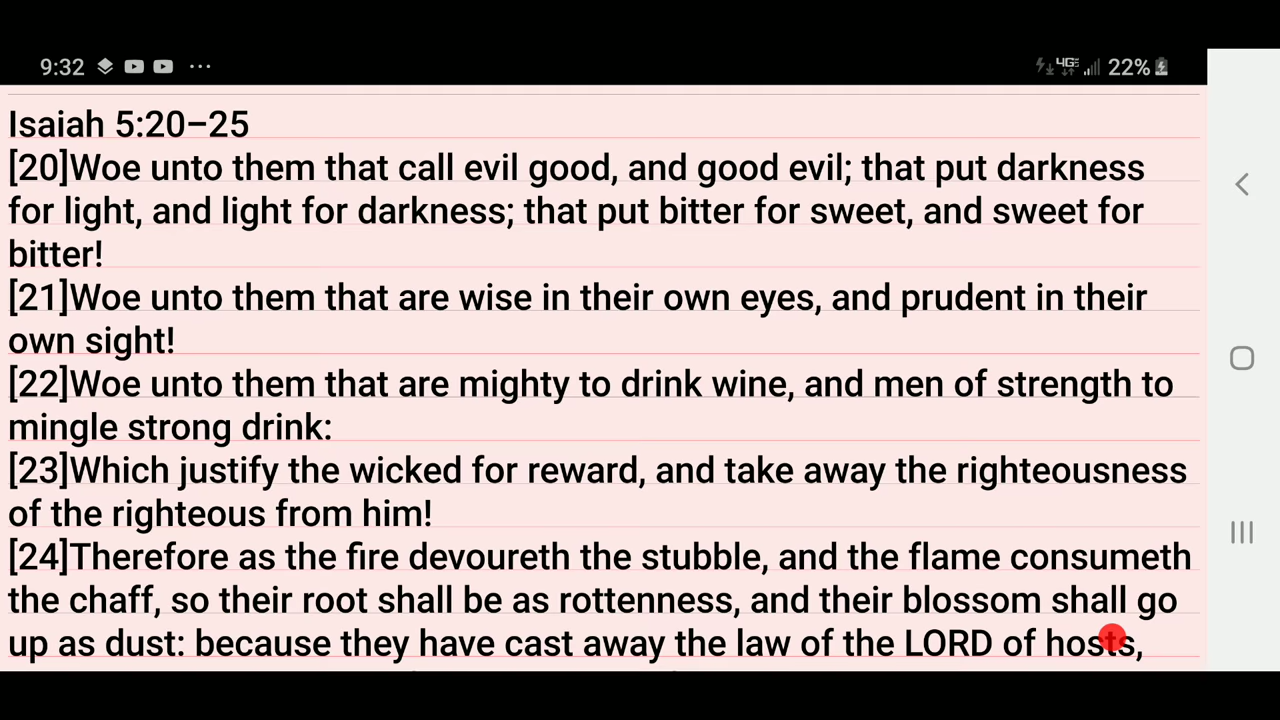 9:32 ... 4GE 22%
Isaiah 5:20–25
[20]Woe unto them that call evil good, and good evil; that put darkness
for light, and light for darkness; that put bitter for sweet, and sweet for
bitter!
[21]Woe unto them that are wise in their own eyes, and prudent in their
own sight!
[22]Woe unto them that are mighty to drink wine, and men of strength to
mingle strong drink:
[23]Which justify the wicked for reward, and take away the righteousness
of the righteous from him!
[24]Therefore as the fire devoureth the stubble, and the flame consumeth
the chaff, so their root shall be as rottenness, and their blossom shall go
up as dust: because they have cast away the law of the LORD of hosts,